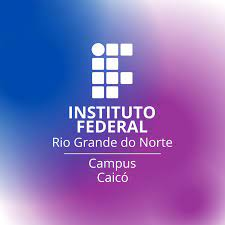 INSTITUTO
FEDERAL
Rio Grande do Norte
Campus
Caicó